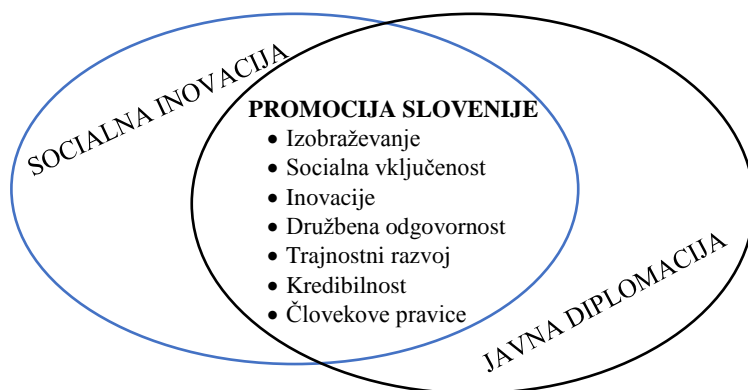 SOCIALNA INOVACIJA
PROMOCIJA SLOVENIJE
• Izobraževanje
• Socialna vključenost
• Inovacije
• Družbena odgovornost
• Trajnostni razvoj
• Kredibilnost
• Človekove pravice
JAVNA DIPLOMACIJA